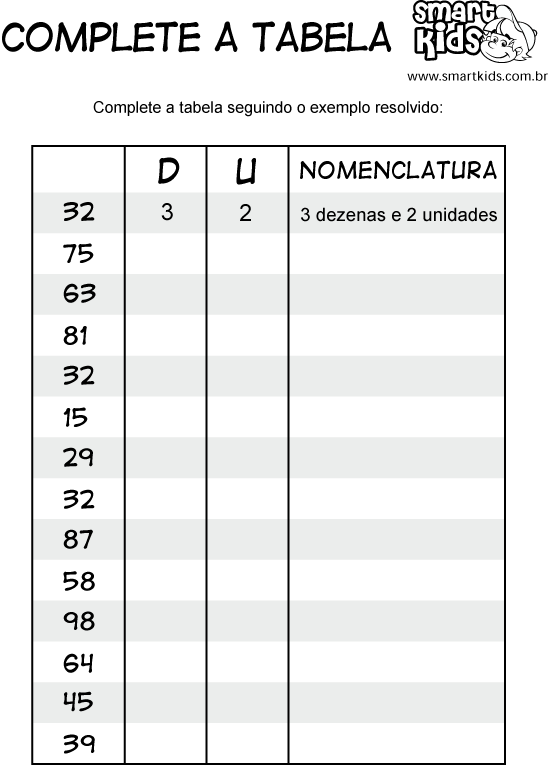 COMPLETE A TABELA
smart
kids
www.smartkids.com.br
Complete a tabela seguindo o exemplo resolvido:
D U NOMENCLATURA
32 3 2 3 dezenas e 2 unidades
75
63
81
32
15
29
32
87
58
98
64
45
39